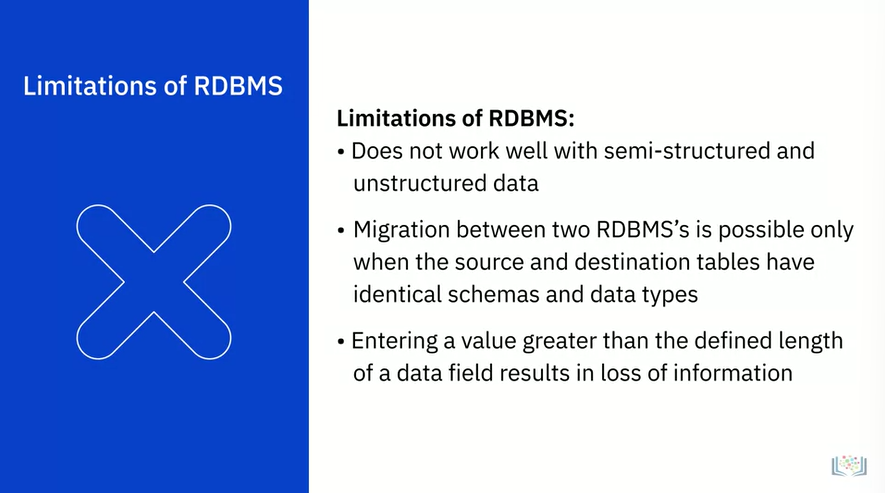 Limitations of RDBMS
Limitations of RDBMS:
• Does not work well with semi-structured and
unstructured data
• Migration between two RDBMS’s is possible only
when the source and destination tables have
identical schemas and data types
• Entering a value greater than the defined length
of a data field results in loss of information